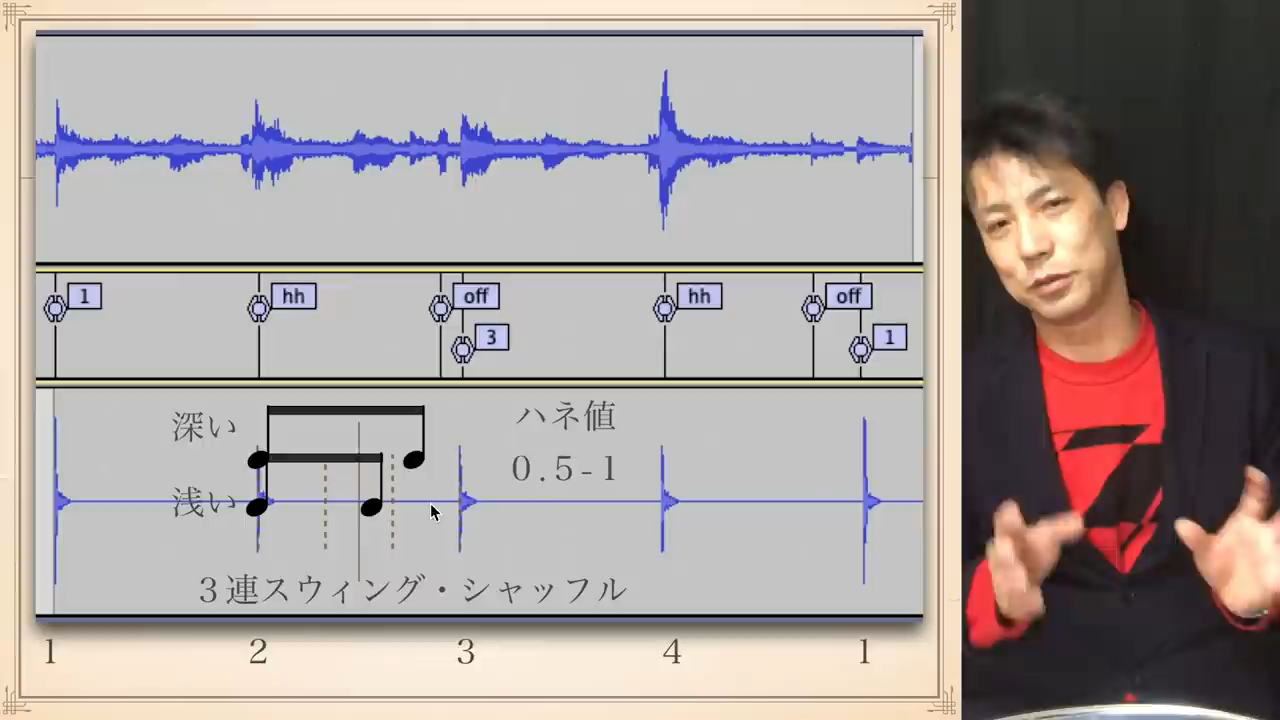 1
hh
off
hh
off
3
1
深い
ハネ値
0.5-1
浅い
3連スウィング・シャッフル
1 2 3 4 1